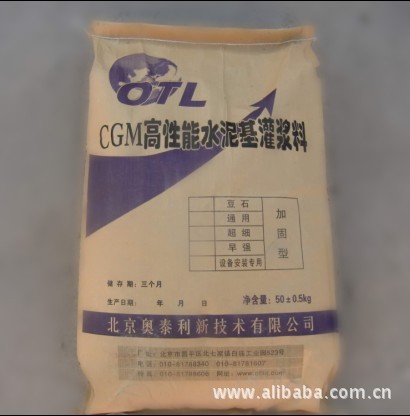 OTL
CGM高性能水泥基灌浆料
豆石
通用
超细
早强
设备安装专用
加固型
储存期：三个月
生产日期： 年 月 日
净含量：50±0.5kg
北京奥泰利新技术有限公司
www.alibaba.com.cn